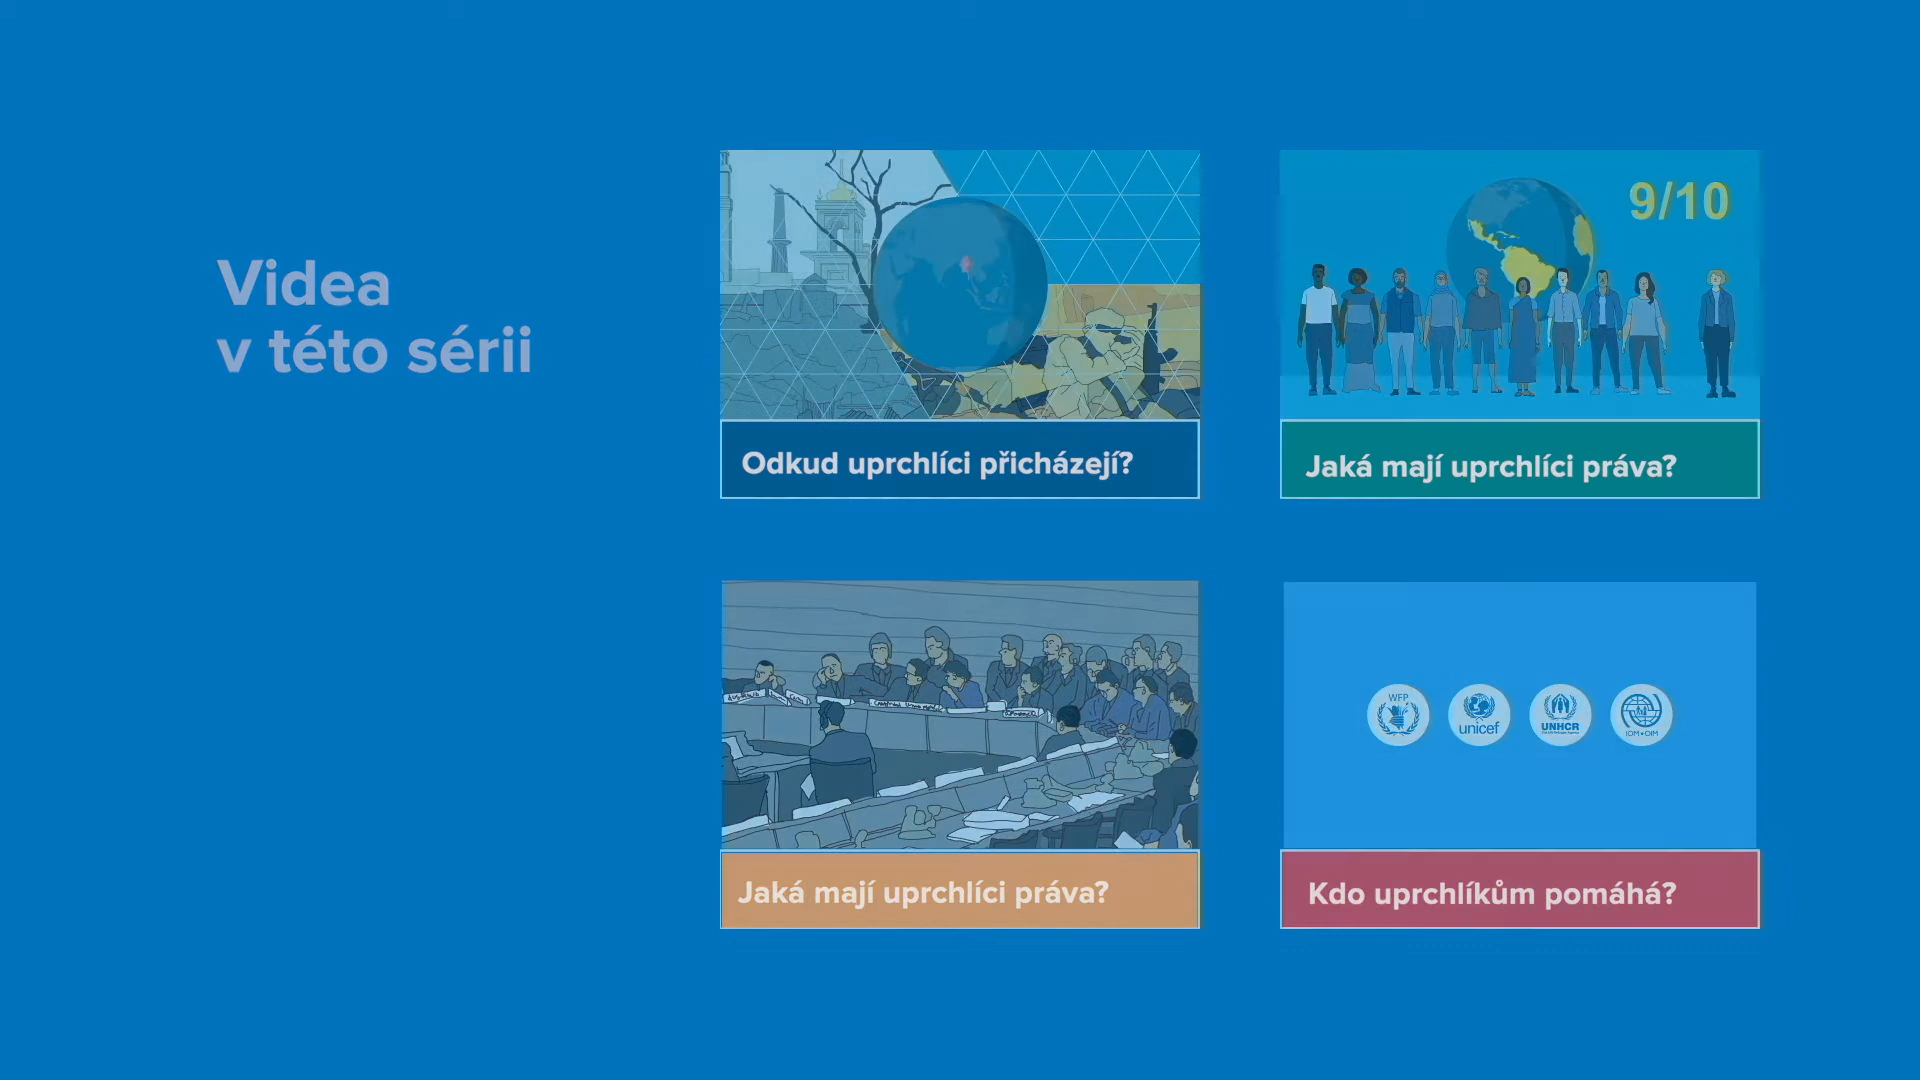 Videa
v této sérii
9/10
Odkud uprchlíci přicházejí?
Jaká mají uprchlíci práva?
Jaká mají uprchlíci práva?
WFP
unicef
UNHCR
IOM•OIM
Kdo uprchlíkům pomáhá?